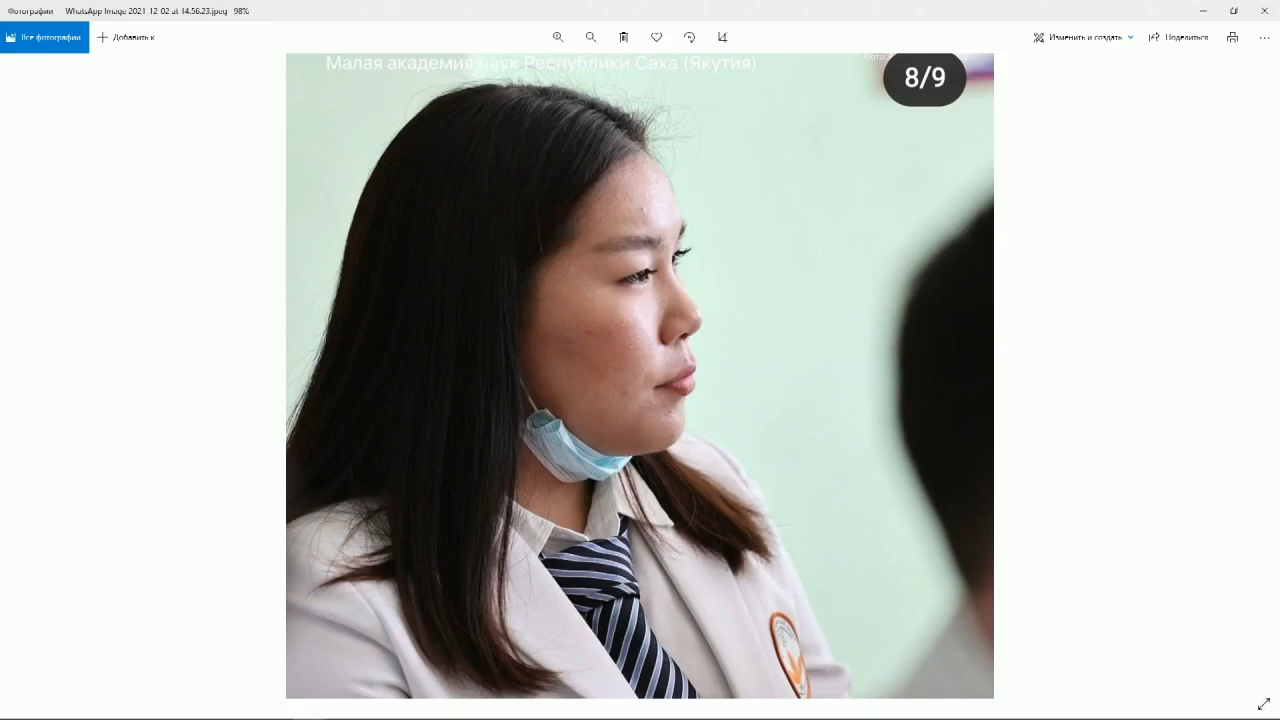 Фотографии
WhatsApp Image 2021-12-02 at 14.56.23.jpeg - 98%
Все фотографии
Добавить к
Изменить и создать
Поделиться
Малая академия наук Республики Саха (Якутия)
8/9